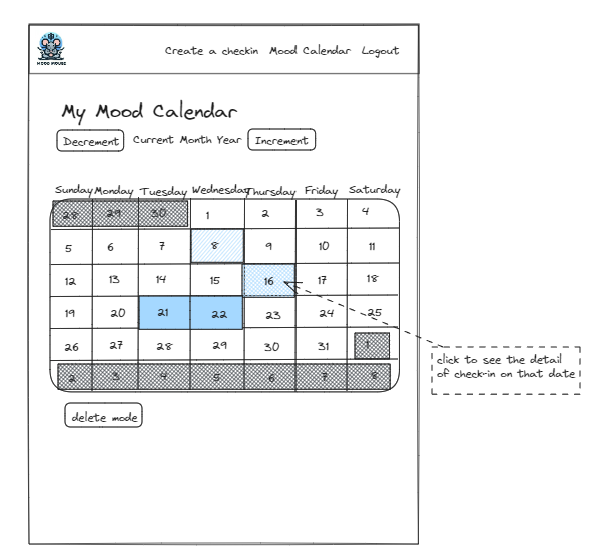 MOOD MOUSE
Create a checkin Mood Calendar Logout
My Mood Calendar
Decrement Current Month Year Increment
Sunday Monday Tuesday Wednesday Thursday Friday Saturday
28 29 30 1 2 3 4
5 6 7 8 9 10 11
12 13 14 15 16 17 18
19 20 21 22 23 24 25
26 27 28 29 30 31 1
2 3 4 5 6 7 8
click to see the detail
of check-in on that date
delete mode